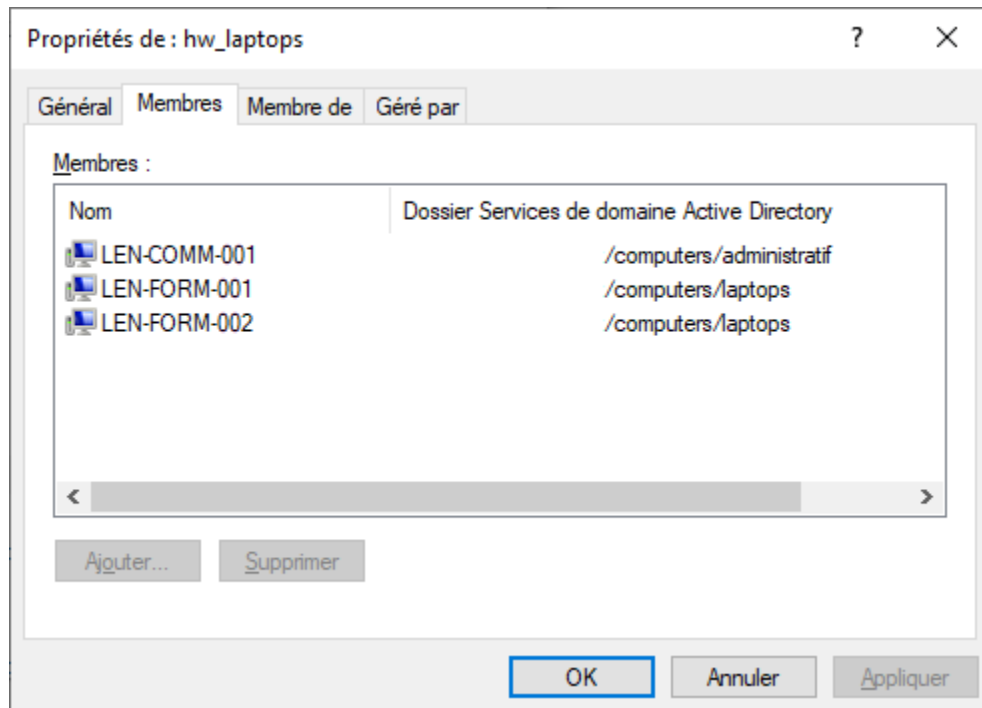 Propriétés de : hw_laptops ?
Général Membres Membre de Géré par
Membres :
Nom Dossier Services de domaine Active Directory
LEN-COMM-001 /computers/administratif
LEN-FORM-001 /computers/laptops
LEN-FORM-002 /computers/laptops
Ajouter... Supprimer
OK Annuler Appliquer